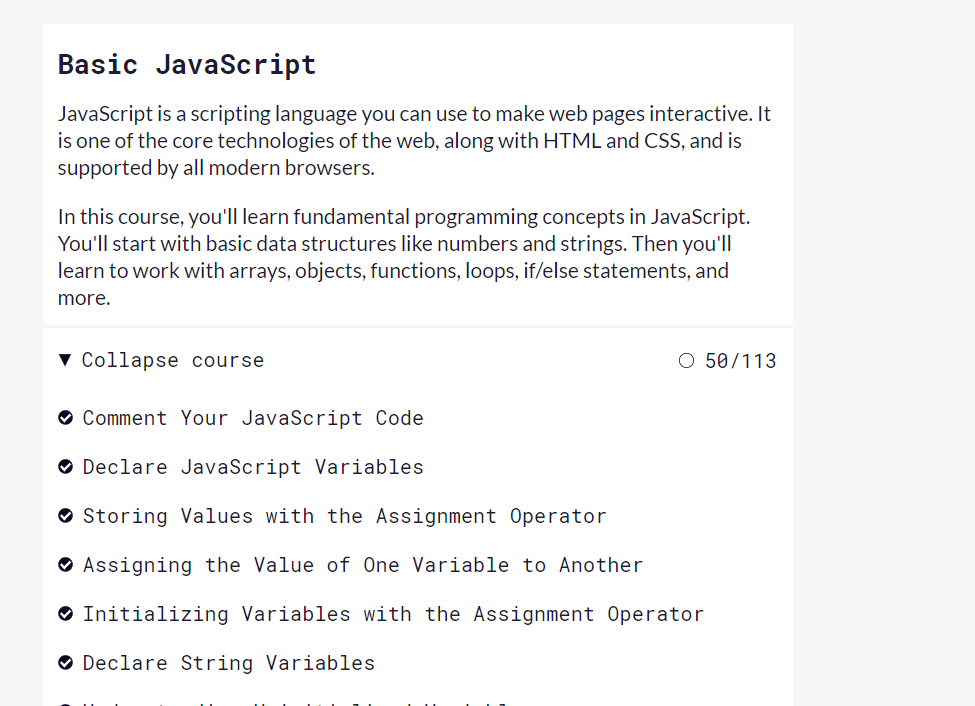 Basic JavaScript
JavaScript is a scripting language you can use to make web pages interactive. It
is one of the core technologies of the web, along with HTML and CSS, and is
supported by all modern browsers.
In this course, you'll learn fundamental programming concepts in JavaScript.
You'll start with basic data structures like numbers and strings. Then you'll
learn to work with arrays, objects, functions, loops, if/else statements, and
more.
Collapse course 50/113
Comment Your JavaScript Code
Declare JavaScript Variables
Storing Values with the Assignment Operator
Assigning the Value of One Variable to Another
Initializing Variables with the Assignment Operator
Declare String Variables